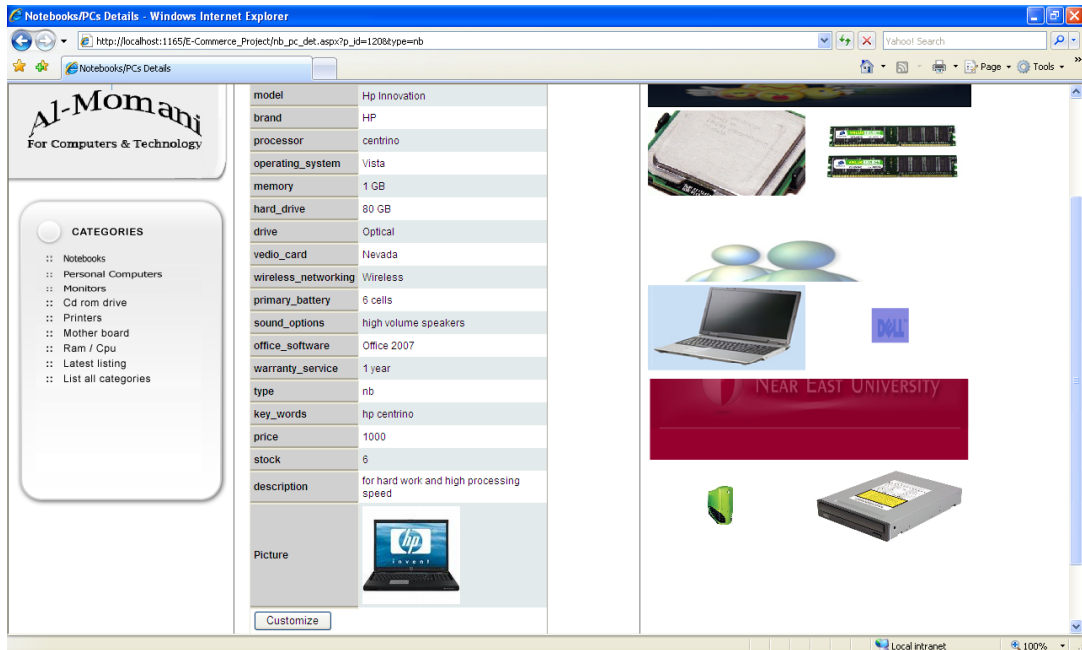 Notebooks/PCs Details - Windows Internet Explorer
http://localhost:1165/E-Commerce_Project/nb_pc_det.aspx?p_id=120&type=nb
Yahoo! Search
Notebooks/PCs Details
Page
Tools
»
Al-Momani
For Computers & Technology
CATEGORIES
:: Notebooks
:: Personal Computers
:: Monitors
:: Cd rom drive
:: Printers
:: Mother board
:: Ram / Cpu
:: Latest listing
:: List all categories
model Hp Innovation
brand HP
processor centrino
operating_system Vista
memory 1 GB
hard_drive 80 GB
drive Optical
vedio_card Nevada
wireless_networking Wireless
primary_battery 6 cells
sound_options high volume speakers
office_software Office 2007
warranty_service 1 year
type nb
key_words hp centrino
price 1000
stock 6
description for hard work and high processing
speed
Picture
hp
invent
Customize
DELL
NEAR EAST UNIVERSITY
Local intranet
100%